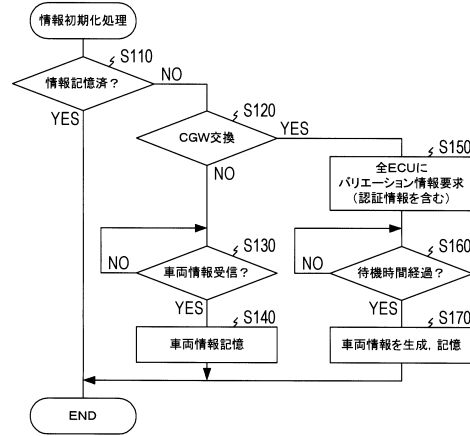 情報初期化処理
S110
情報記憶済？
NO
YES
S120
CGW交換
YES
NO
S150
全ECUに
バリエーション情報要求
（認証情報を含む）
S130
車両情報受信？
NO
YES
S160
待機時間経過？
NO
YES
S140
車両情報記憶
S170
車両情報を生成，記憶
END